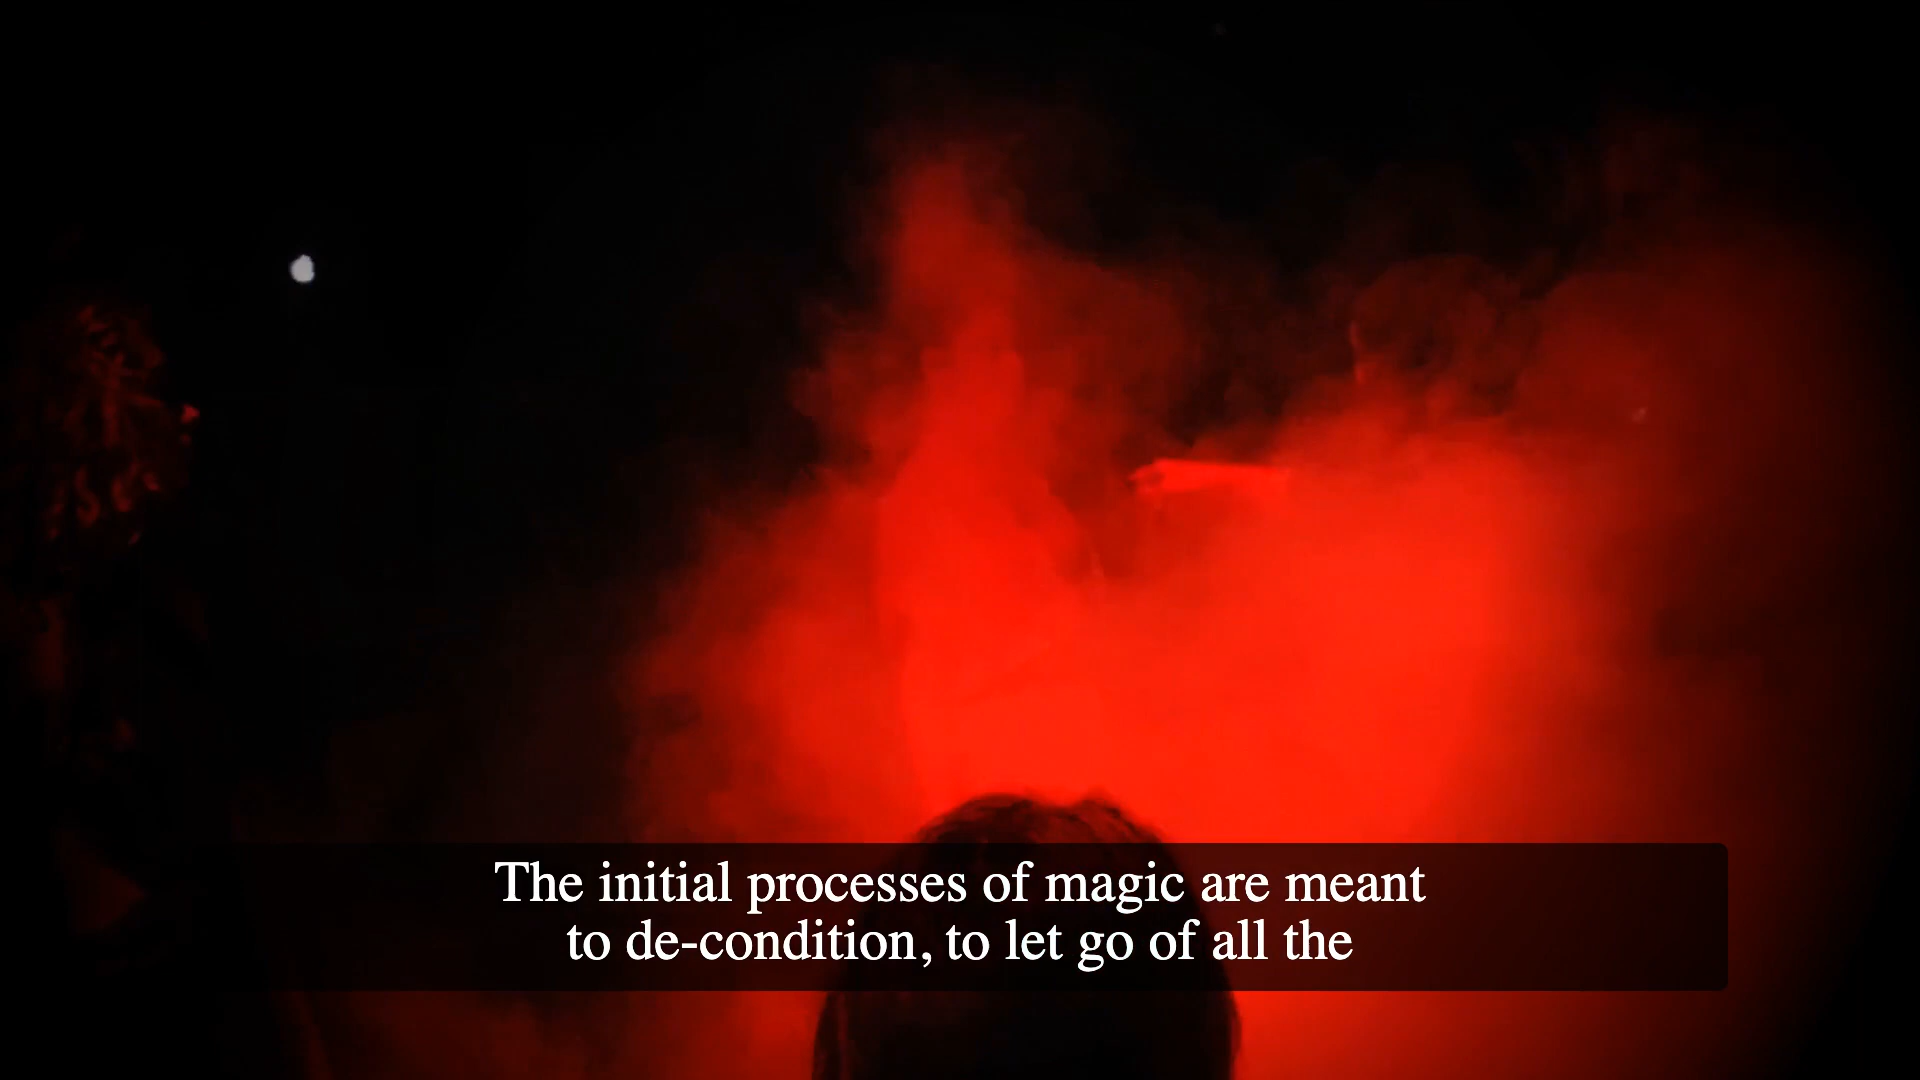 The initial processes of magic are meant
to de-condition, to let go of all the